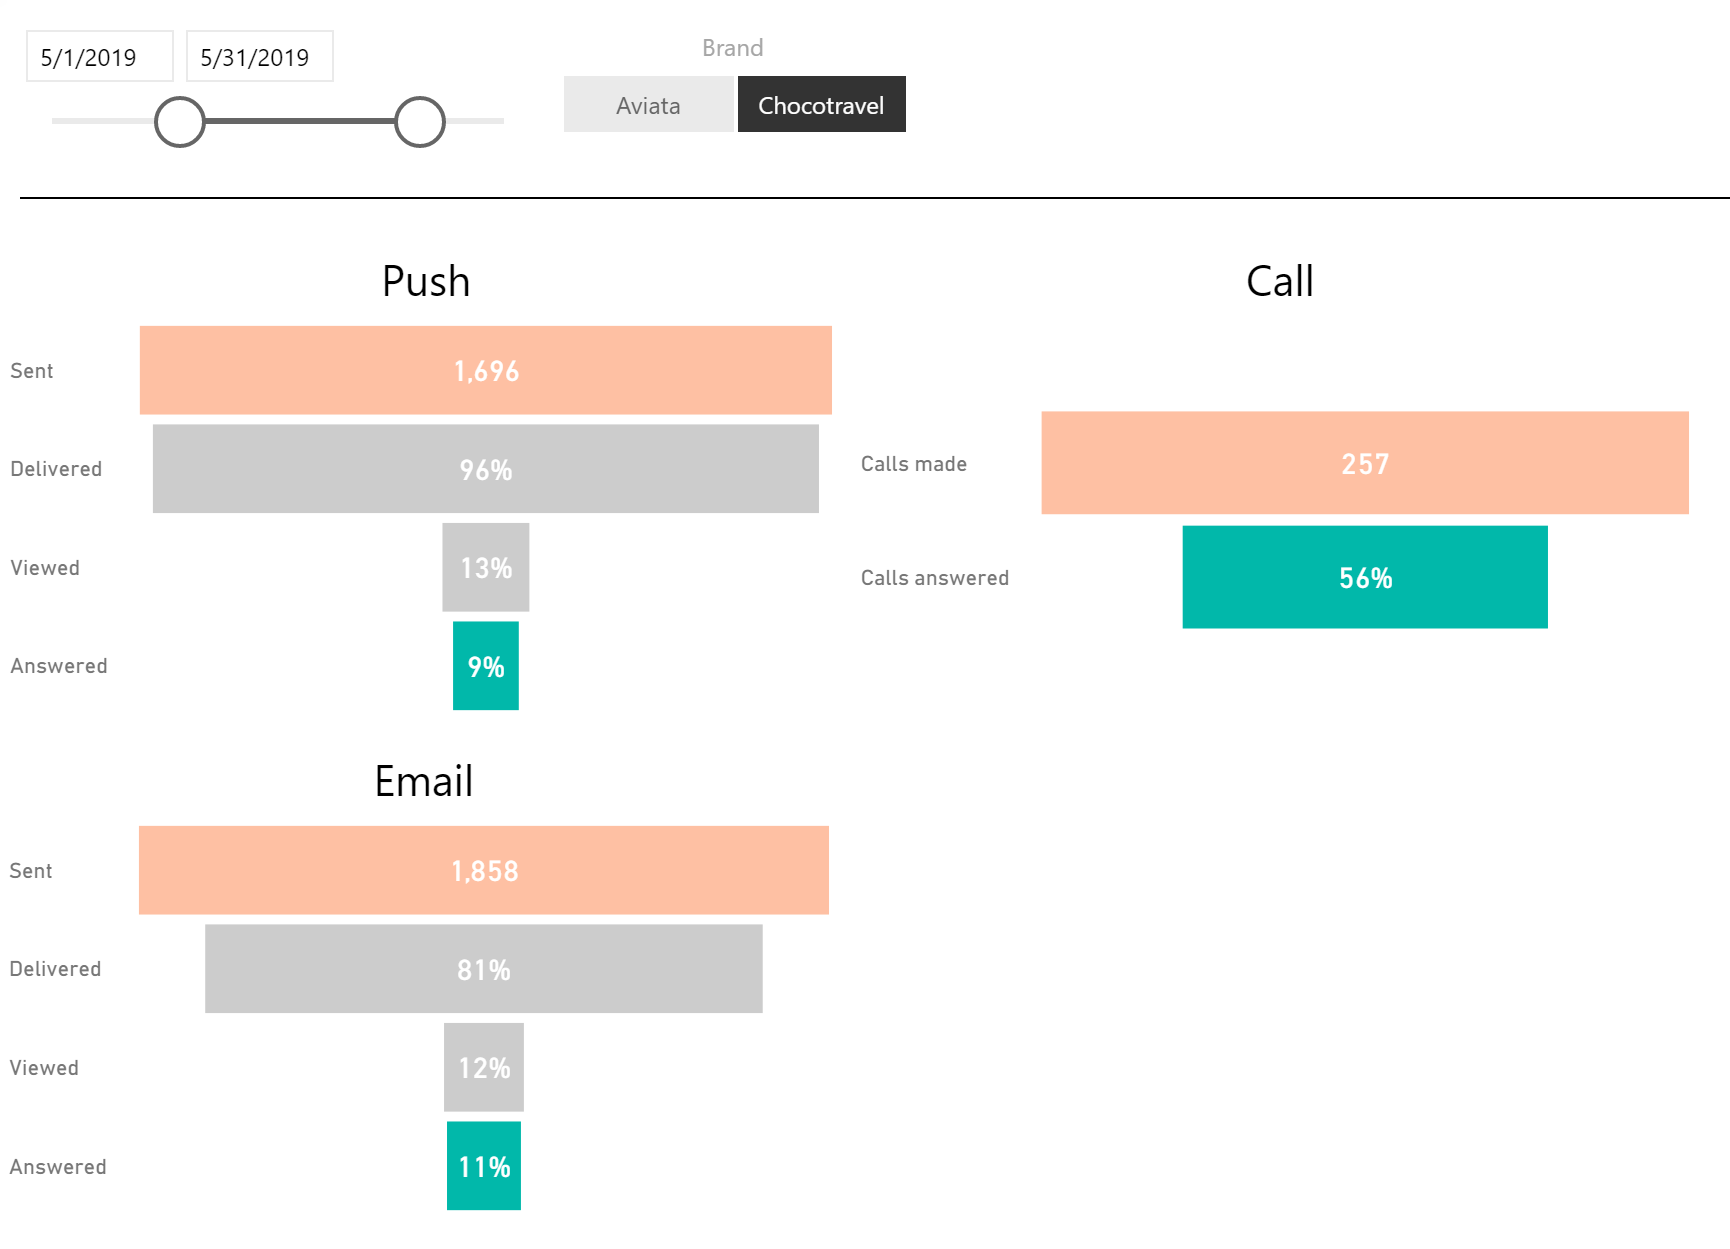 5/1/2019
5/31/2019
Brand
Aviata
Chocotravel
Push
Sent
1,696
Delivered
96%
Viewed
13%
Answered
9%
Call
Calls made
257
Calls answered
56%
Email
Sent
1,858
Delivered
81%
Viewed
12%
Answered
11%